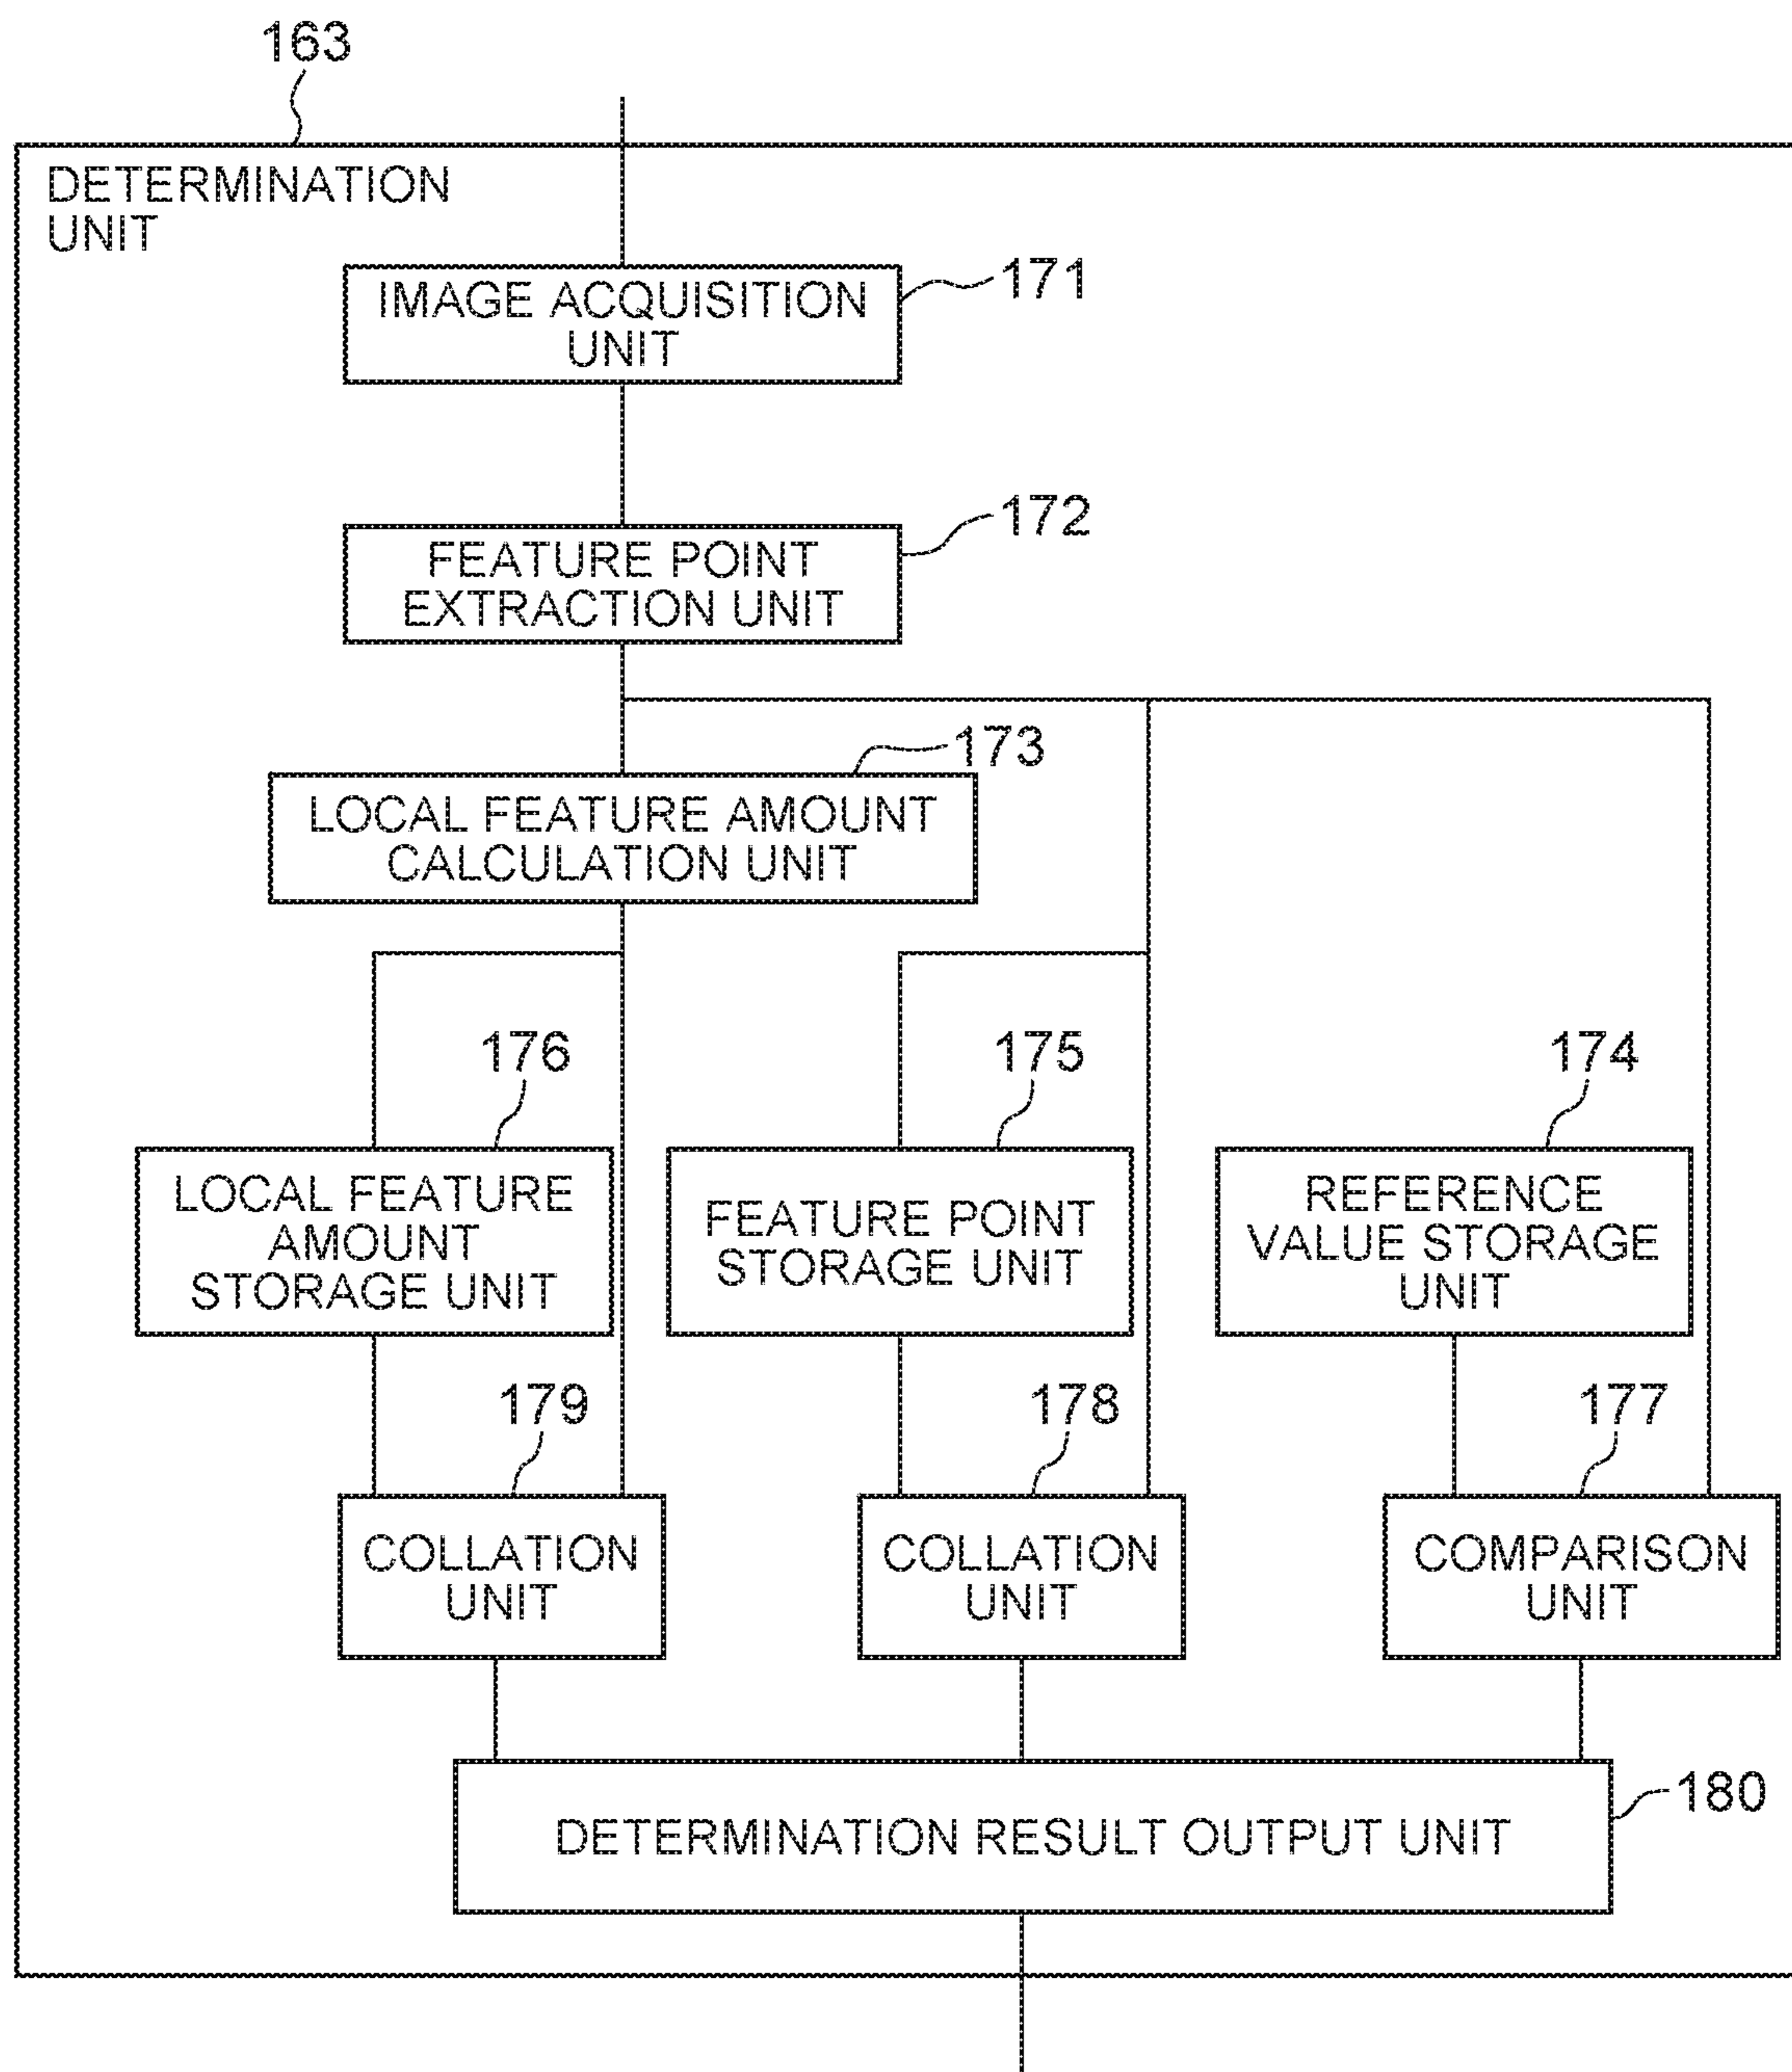 163
DETERMINATION
UNIT
IMAGE ACQUISITION
UNIT
171
FEATURE POINT
EXTRACTION UNIT
172
173
LOCAL FEATURE AMOUNT
CALCULATION UNIT
176
175
174
LOCAL FEATURE
AMOUNT
STORAGE UNIT
FEATURE POINT
STORAGE UNIT
REFERENCE
VALUE STORAGE
UNIT
179
178
177
COLLATION
UNIT
COLLATION
UNIT
COMPARISON
UNIT
180
DETERMINATION RESULT OUTPUT UNIT